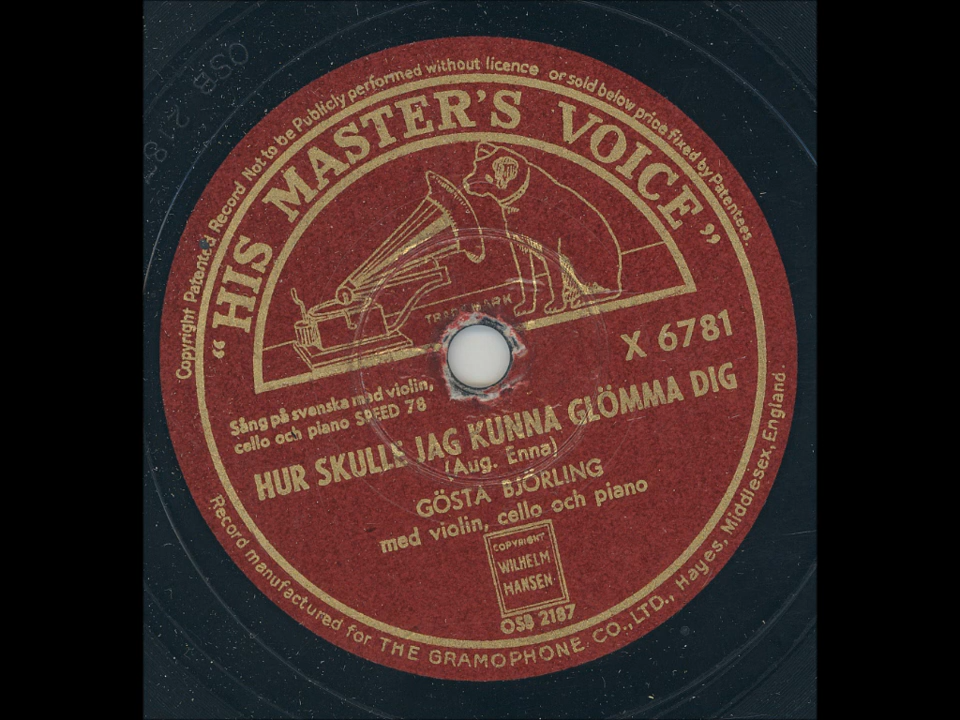 Copyright Patented Record Not to be Publicly performed without licence or sold below price fixed by Patentees.
“HIS MASTER'S VOICE”
TRADE MARK
X 6781
Sång på svenska med violin,
cello och piano SPEED 78
HUR SKULLE JAG KUNNA GLÖMMA DIG
(Aug. Enna)
GÖSTA BJÖRLING
med violin, cello och piano
COPYRIGHT
WILHELM
HANSEN
OSB 2187
Record manufactured for THE GRAMOPHONE CO., LTD., Hayes, Middlesex, England.